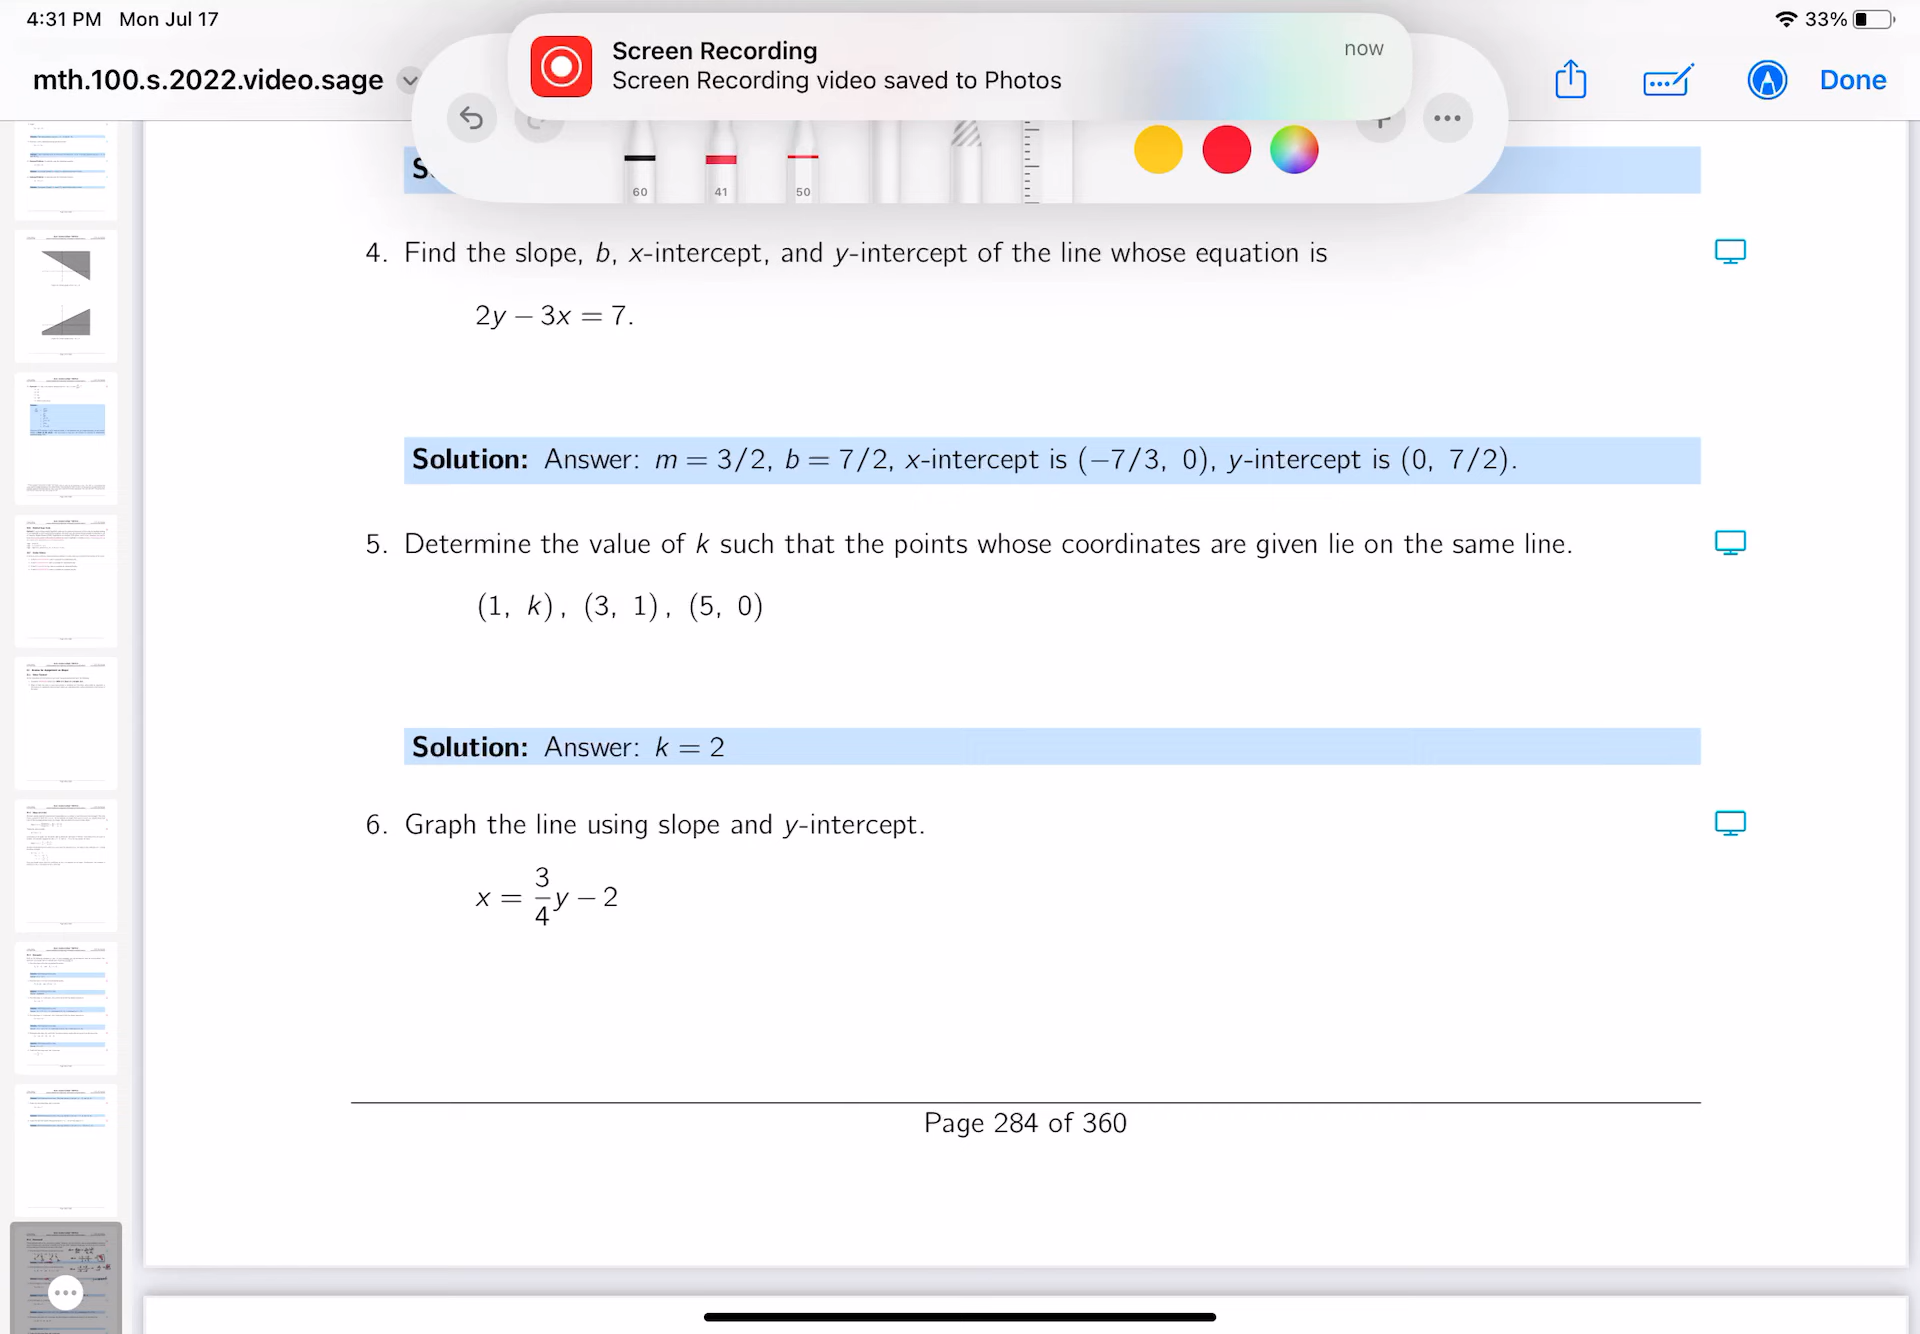 4:31 PM Mon Jul 17
33%
Screen Recording
now
Screen Recording video saved to Photos
mth.100.s.2022.video.sage
Done
60 41 50
4. Find the slope, b, x-intercept, and y-intercept of the line whose equation is
2y − 3x = 7.
Solution: Answer: m = 3/2, b = 7/2, x-intercept is (−7/3, 0), y-intercept is (0, 7/2).
5. Determine the value of k such that the points whose coordinates are given lie on the same line.
(1, k), (3, 1), (5, 0)
Solution: Answer: k = 2
6. Graph the line using slope and y-intercept.
x = 3/4 y − 2
Page 284 of 360